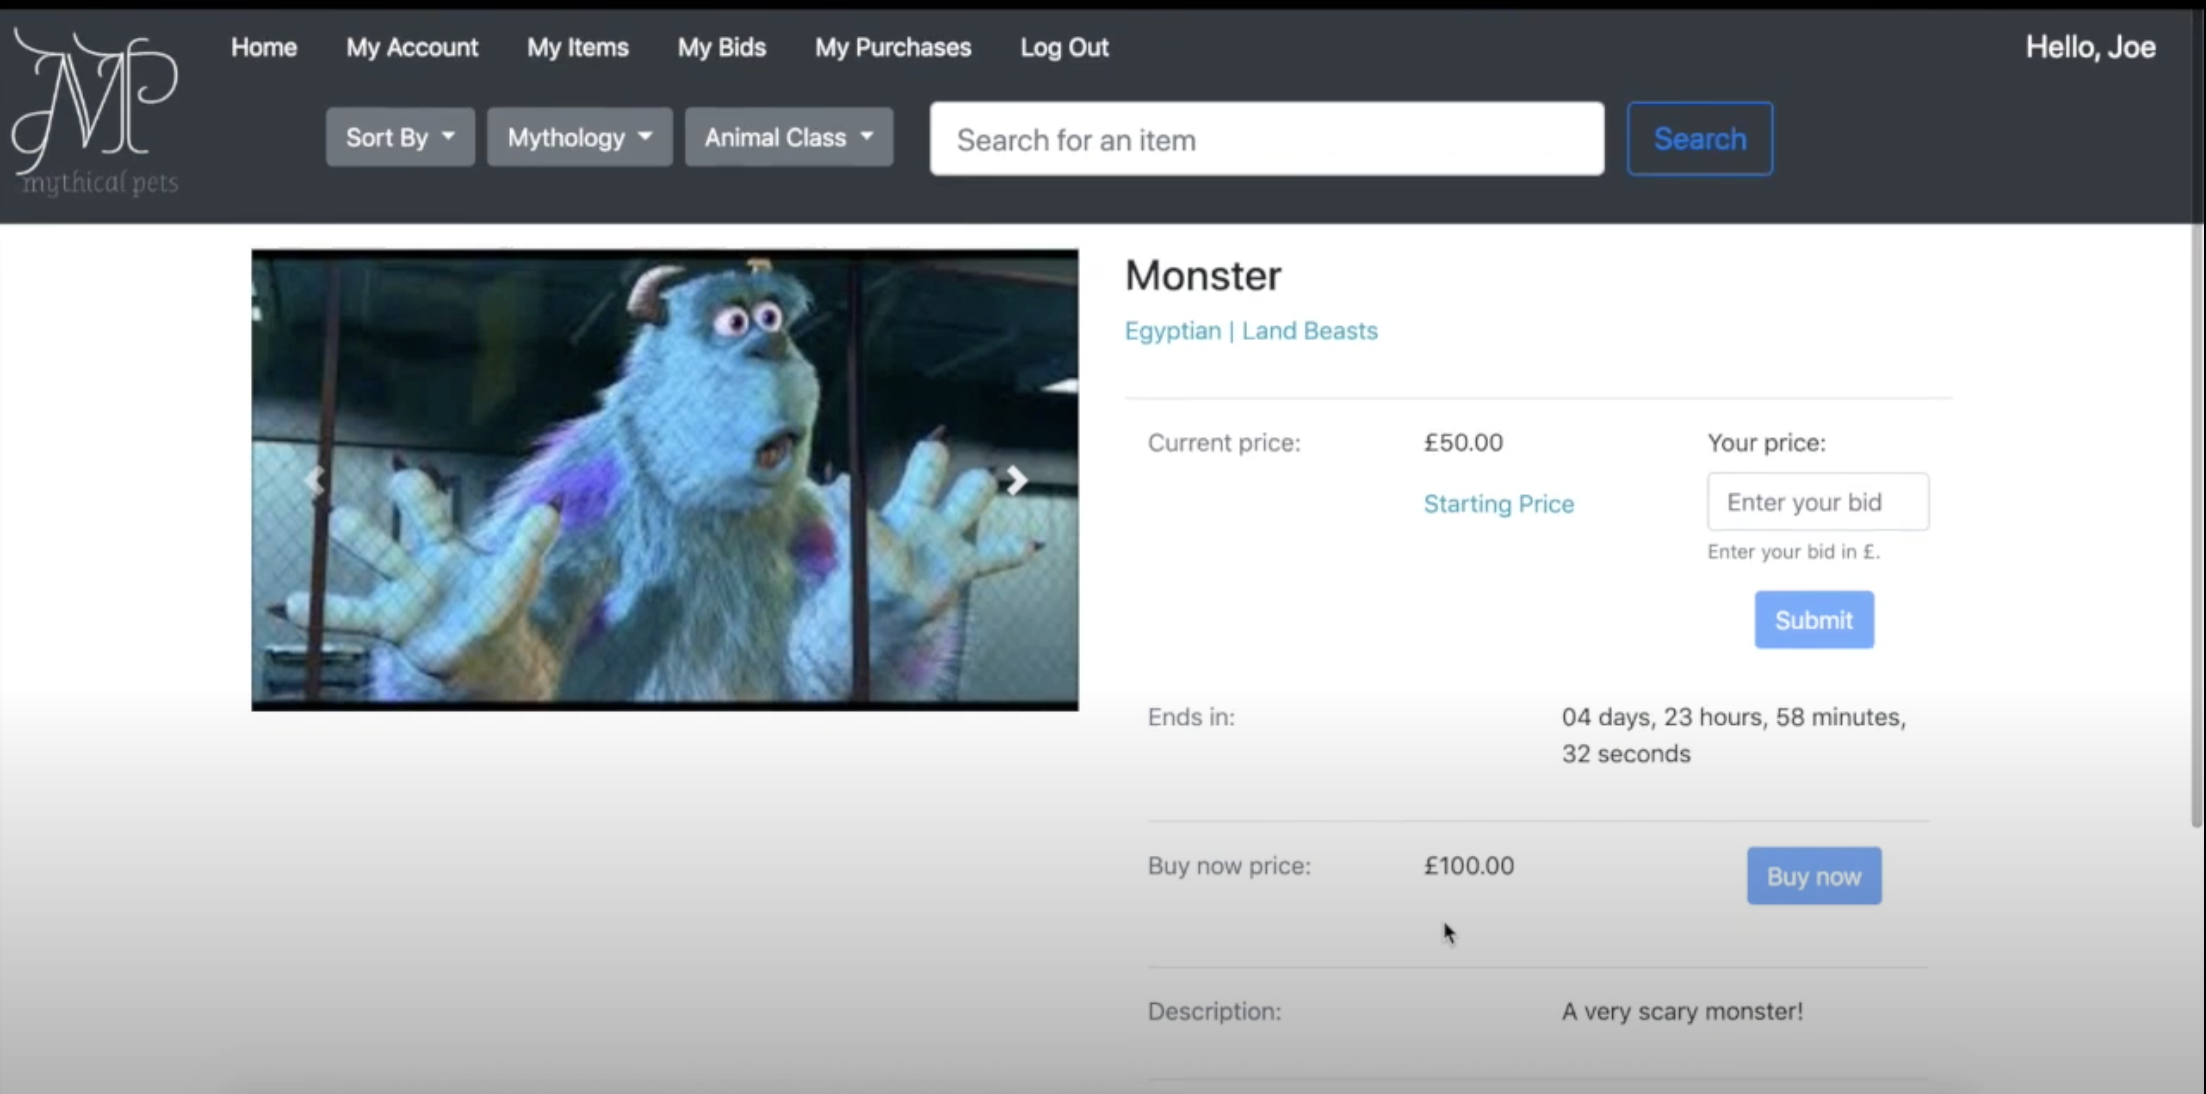 Home My Account My Items My Bids My Purchases Log Out Hello, Joe
MP
mythical pets
Sort By Mythology Animal Class Search for an item Search
Monster
Egyptian | Land Beasts
Current price: £50.00 Your price:
Starting Price Enter your bid
Enter your bid in £.
Submit
Ends in: 04 days, 23 hours, 58 minutes,
32 seconds
Buy now price: £100.00 Buy now
Description: A very scary monster!